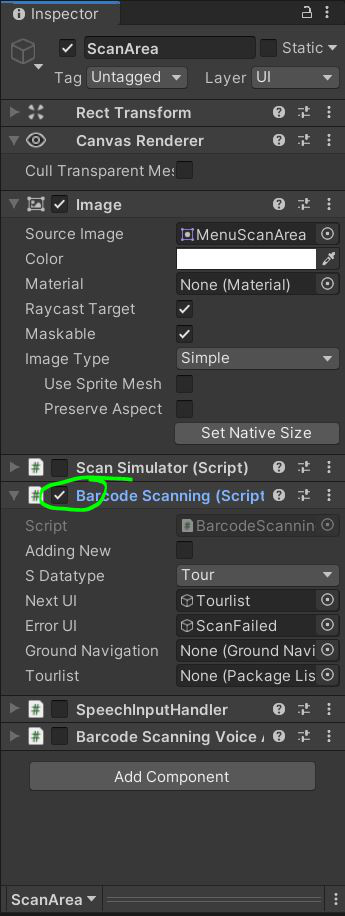 Inspector
ScanArea
Static
Tag Untagged Layer UI
Rect Transform
Canvas Renderer
Cull Transparent Mes
Image
Source Image MenuScanArea
Color
Material None (Material)
Raycast Target
Maskable
Image Type Simple
Use Sprite Mesh
Preserve Aspect
Set Native Size
# Scan Simulator (Script)
# Barcode Scanning (Script
Script # BarcodeScannin
Adding New
S Datatype Tour
Next UI Tourlist
Error UI ScanFailed
Ground Navigation None (Ground Navi
Tourlist None (Package Lis
# SpeechInputHandler
# Barcode Scanning Voice
Add Component
ScanArea